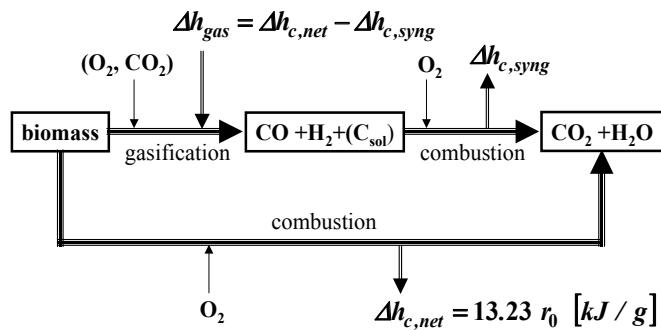 Δh_gas = Δh_c,net − Δh_c,syng
(O₂, CO₂)
O₂
Δh_c,syng
biomass
CO +H₂+(C_sol)
CO₂ +H₂O
gasification
combustion
combustion
O₂
Δh_c,net = 13.23 r₀ [kJ / g]